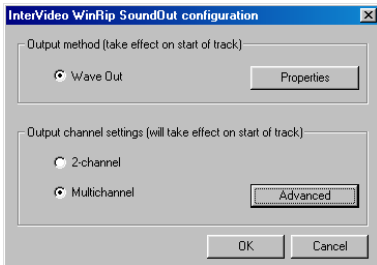 InterVideo WinRip SoundOut configuration
Output method (take effect on start of track)
Wave Out
Properties
Output channel settings (will take effect on start of track)
2-channel
Multichannel
Advanced
OK
Cancel